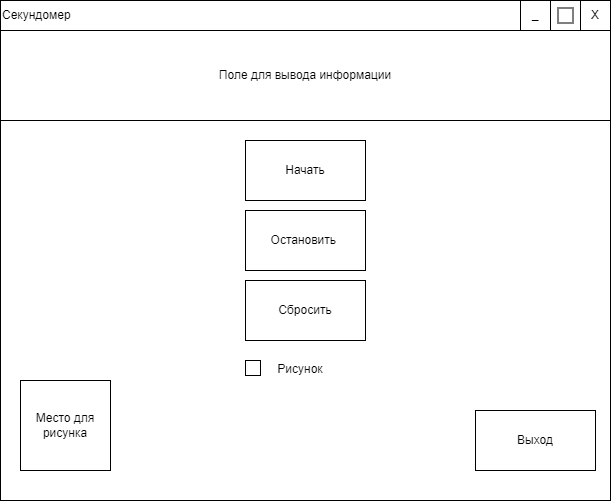 Секундомер
_
X
Поле для вывода информации
Начать
Остановить
Сбросить
Рисунок
Место для
рисунка
Выход